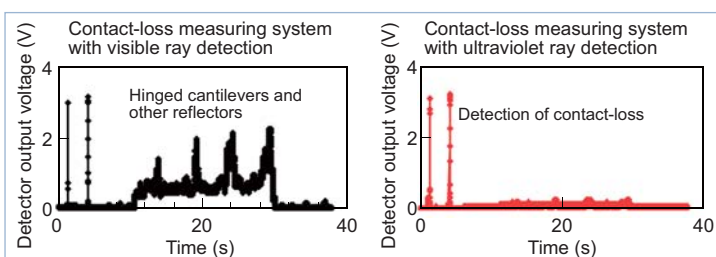 Contact-loss measuring system
with visible ray detection
Detector output voltage (V)
4
2
0
Hinged cantilevers and
other reflectors
0
20
40
Time (s)
Contact-loss measuring system
with ultraviolet ray detection
Detector output voltage (V)
4
2
0
Detection of contact-loss
0
20
40
Time (s)